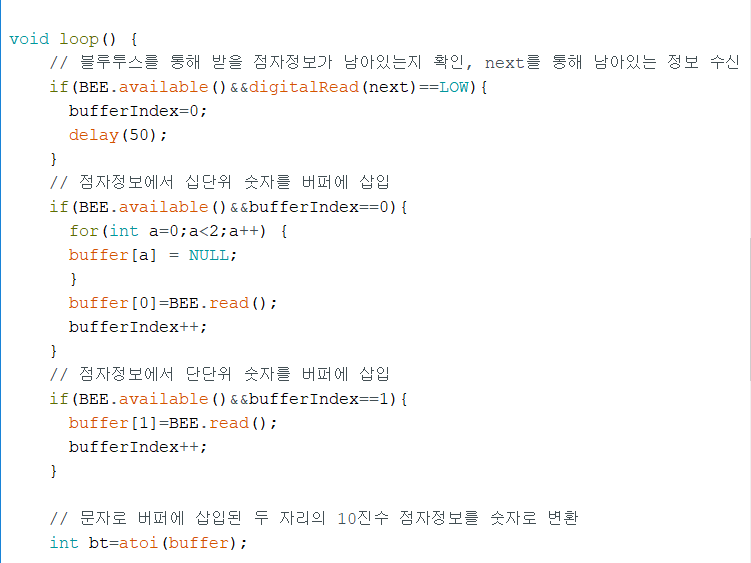 void loop() {
    // 블루투스를 통해 받을 점자정보가 남아있는지 확인, next를 통해 남아있는 정보 수신
    if(BEE.available()&&digitalRead(next)==LOW){
      bufferIndex=0;
      delay(50);
    }
    // 점자정보에서 십단위 숫자를 버퍼에 삽입
    if(BEE.available()&&bufferIndex==0){
      for(int a=0;a<2;a++) {
      buffer[a] = NULL;
      }
      buffer[0]=BEE.read();
      bufferIndex++;
    }
    // 점자정보에서 단단위 숫자를 버퍼에 삽입
    if(BEE.available()&&bufferIndex==1){
      buffer[1]=BEE.read();
      bufferIndex++;
    }

    // 문자로 버퍼에 삽입된 두 자리의 10진수 점자정보를 숫자로 변환
    int bt=atoi(buffer);